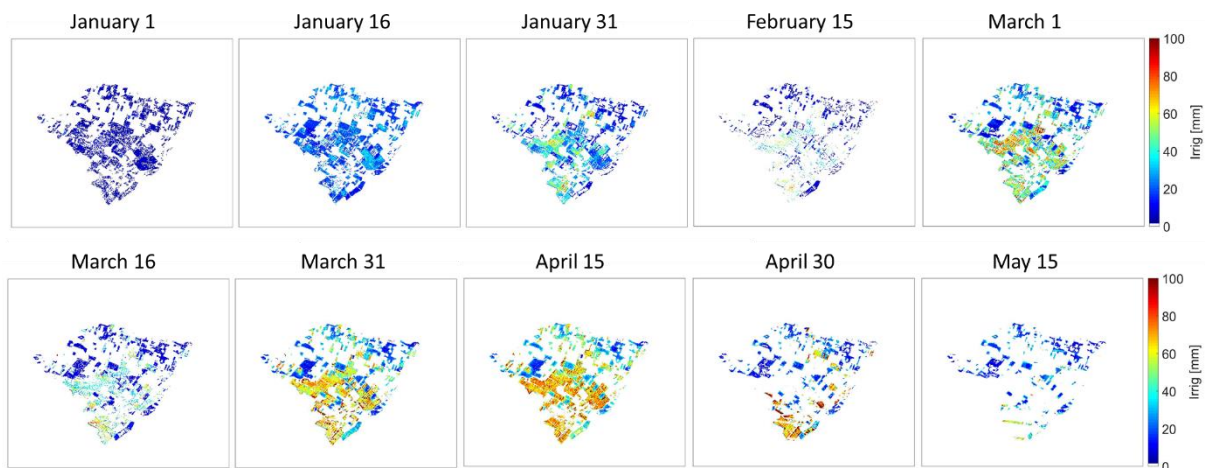 January 1
January 16
January 31
February 15
March 1
100
80
60
40
20
0
Irrig [mm]
March 16
March 31
April 15
April 30
May 15
100
80
60
40
20
0
Irrig [mm]